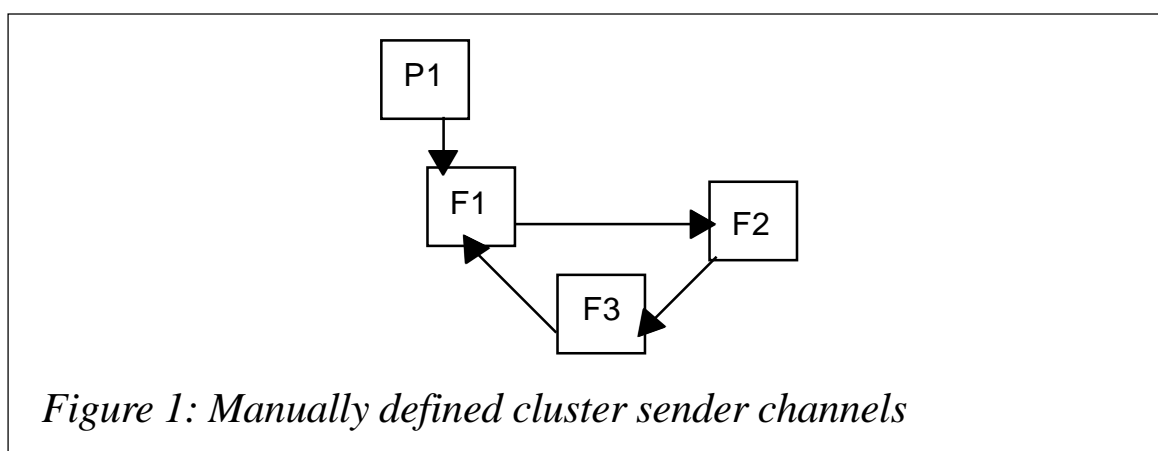 P1
F1
F2
F3
Figure 1: Manually defined cluster sender channels